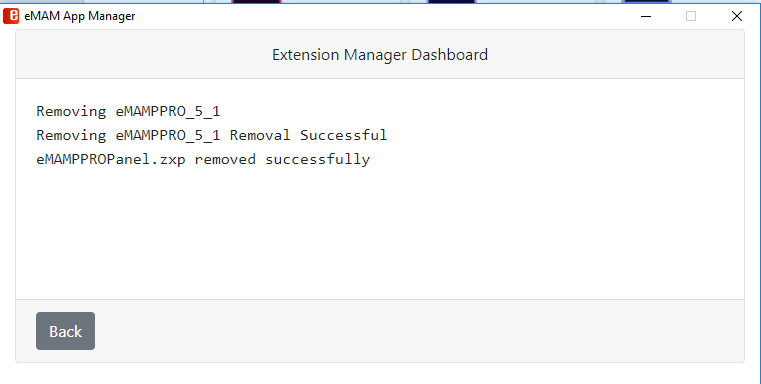 eMAM App Manager
Extension Manager Dashboard
Removing eMAMPPRO_5_1
Removing eMAMPPRO_5_1 Removal Successful
eMAMPPROPanel.zxp removed successfully
Back